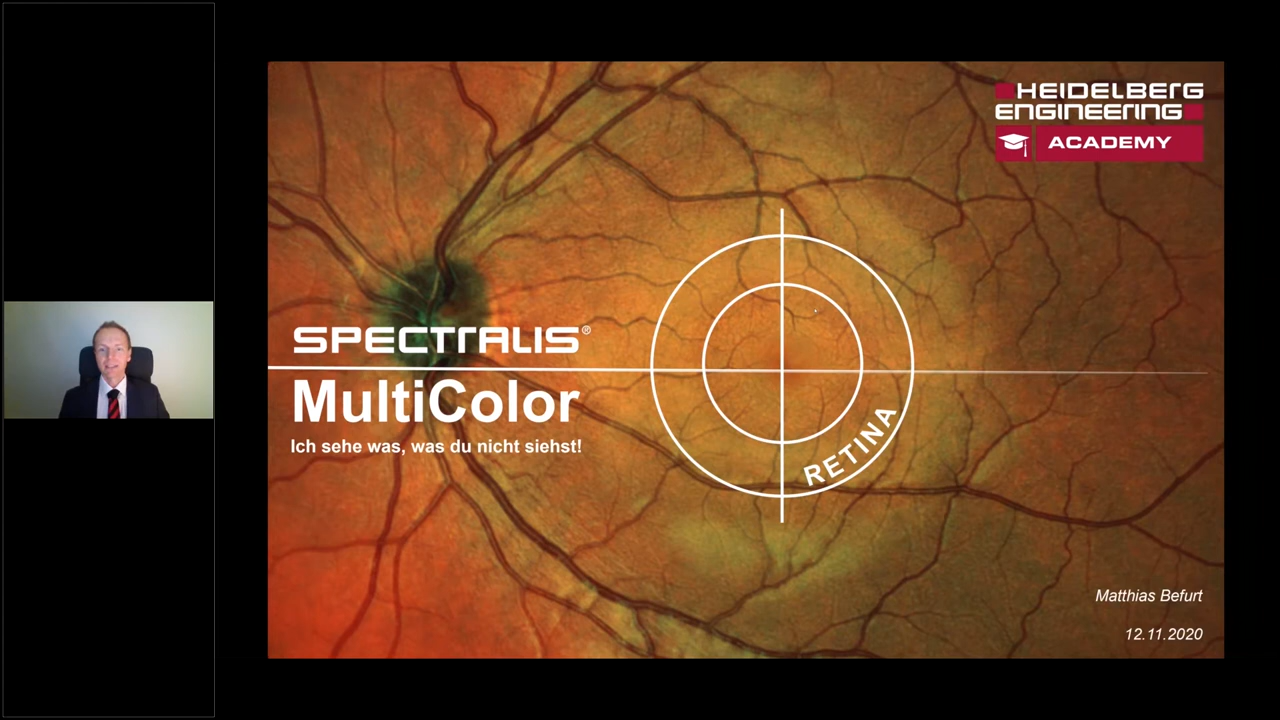 HEIDELBERG
ENGINEERING
ACADEMY
SPECTRALIS®
MultiColor
Ich sehe was, was du nicht siehst!
RETINA
Matthias Befurt
12.11.2020